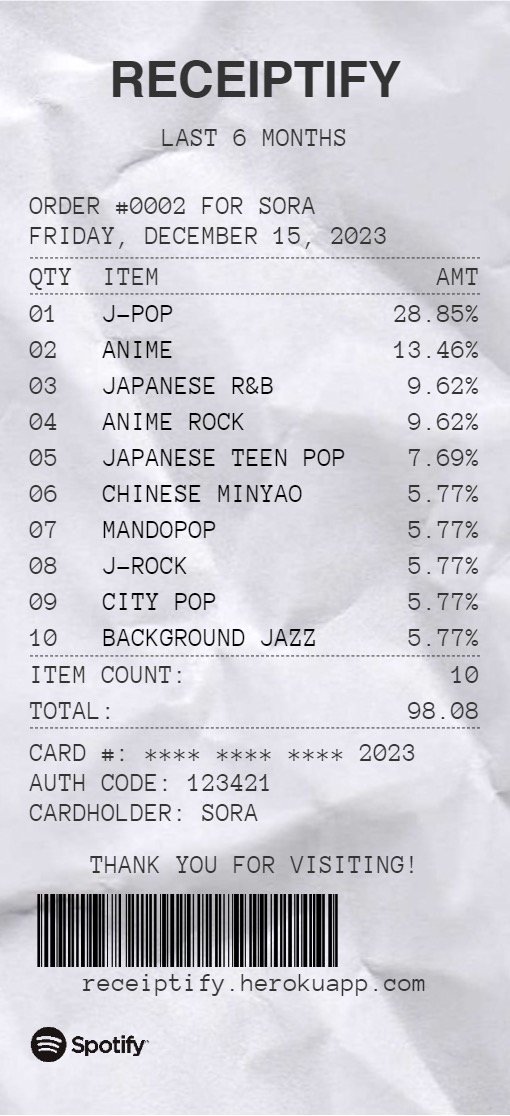 RECEIPTIFY
LAST 6 MONTHS
ORDER #0002 FOR SORA
FRIDAY, DECEMBER 15, 2023
QTY ITEM AMT
01 J-POP 28.85%
02 ANIME 13.46%
03 JAPANESE R&B 9.62%
04 ANIME ROCK 9.62%
05 JAPANESE TEEN POP 7.69%
06 CHINESE MINYAO 5.77%
07 MANDOPOP 5.77%
08 J-ROCK 5.77%
09 CITY POP 5.77%
10 BACKGROUND JAZZ 5.77%
ITEM COUNT: 10
TOTAL: 98.08
CARD #: **** **** **** 2023
AUTH CODE: 123421
CARDHOLDER: SORA
THANK YOU FOR VISITING!
receiptify.herokuapp.com
Spotify